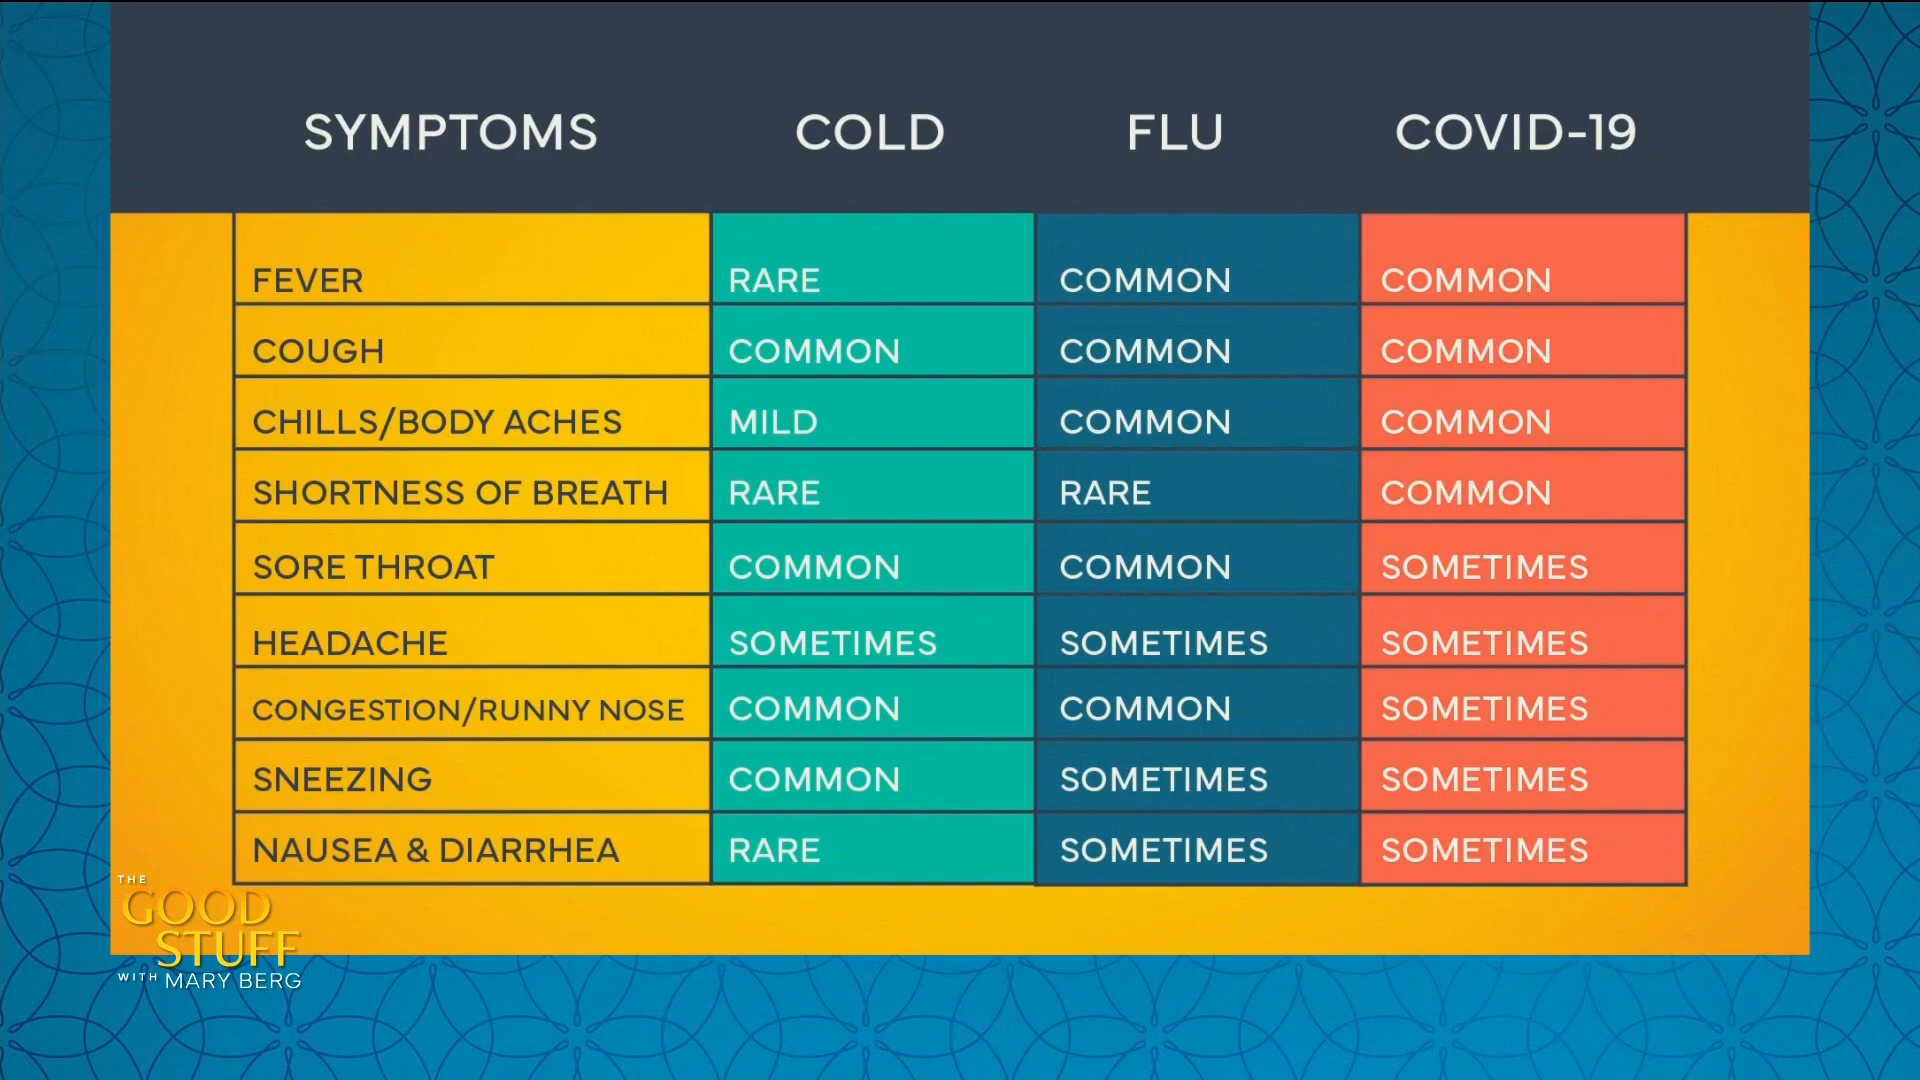 SYMPTOMS COLD FLU COVID-19
FEVER RARE COMMON COMMON
COUGH COMMON COMMON COMMON
CHILLS/BODY ACHES MILD COMMON COMMON
SHORTNESS OF BREATH RARE RARE COMMON
SORE THROAT COMMON COMMON SOMETIMES
HEADACHE SOMETIMES SOMETIMES SOMETIMES
CONGESTION/RUNNY NOSE COMMON COMMON SOMETIMES
SNEEZING COMMON SOMETIMES SOMETIMES
NAUSEA & DIARRHEA RARE SOMETIMES SOMETIMES
THE
GOOD
STUFF
WITH MARY BERG